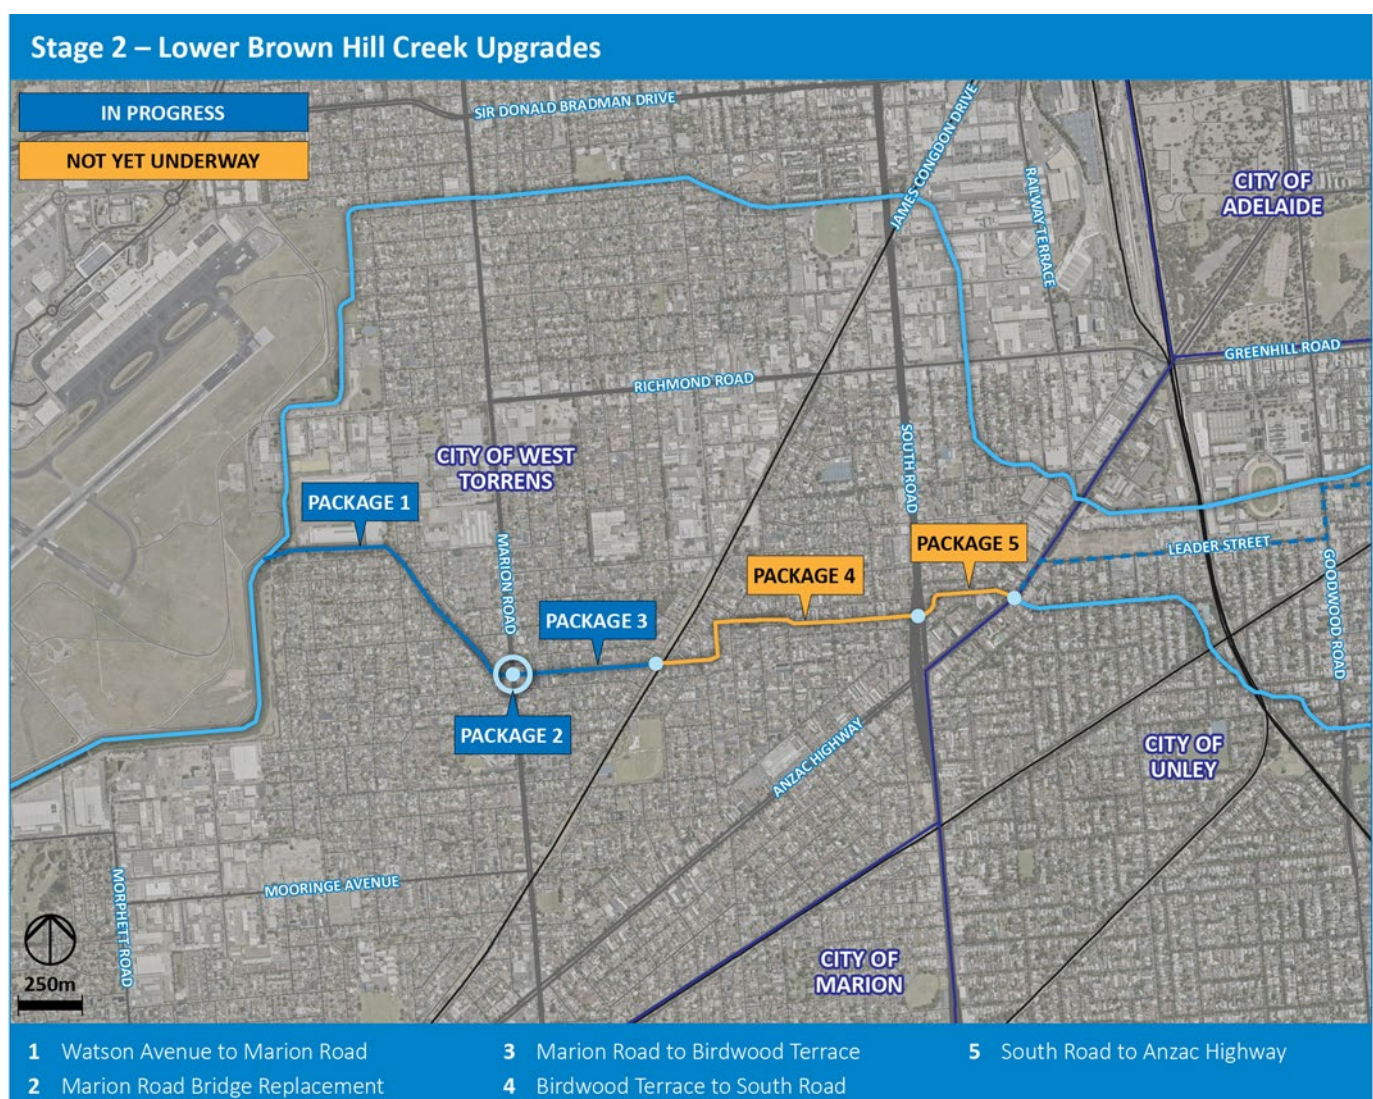 Stage 2 – Lower Brown Hill Creek Upgrades
IN PROGRESS
NOT YET UNDERWAY
SIR DONALD BRADMAN DRIVE
JAMES CONGDON DRIVE
RAILWAY TERRACE
CITY OF
ADELAIDE
GREENHILL ROAD
RICHMOND ROAD
CITY OF WEST
TORRENS
SOUTH ROAD
PACKAGE 1
MARION ROAD
PACKAGE 5
LEADER STREET
PACKAGE 4
GOODWOOD ROAD
PACKAGE 3
PACKAGE 2
ANZAC HIGHWAY
CITY OF
UNLEY
MORPHETT ROAD
MOORINGE AVENUE
CITY OF
MARION
250m
1 Watson Avenue to Marion Road
2 Marion Road Bridge Replacement
3 Marion Road to Birdwood Terrace
4 Birdwood Terrace to South Road
5 South Road to Anzac Highway